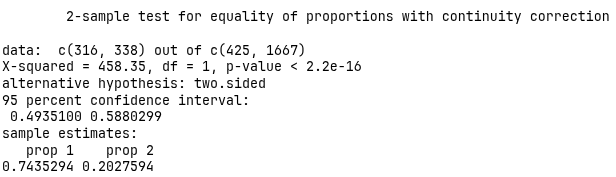 2-sample test for equality of proportions with continuity correction
data:  c(316, 338) out of c(425, 1667)
X-squared = 458.35, df = 1, p-value < 2.2e-16
alternative hypothesis: two.sided
95 percent confidence interval:
 0.4935100 0.5880299
sample estimates:
   prop 1    prop 2
0.7435294 0.2027594